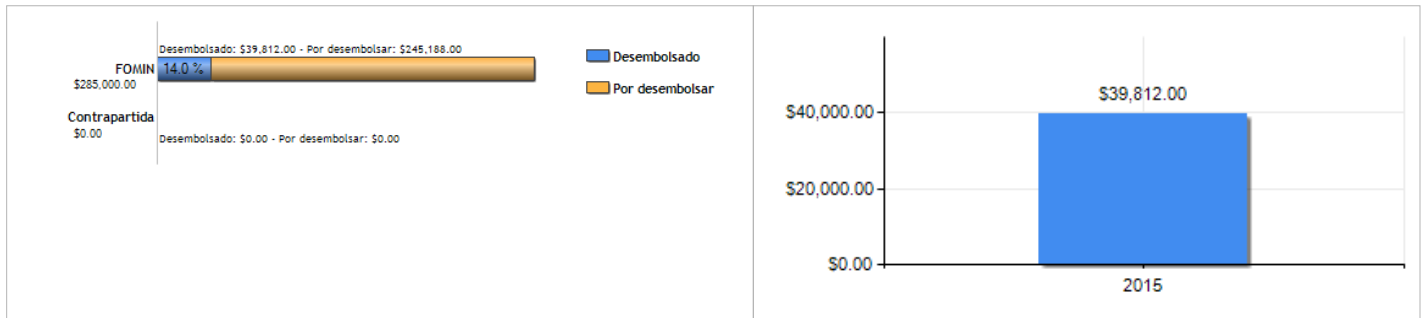 Desembolsado: $39,812.00 - Por desembolsar: $245,188.00
FOMIN
14.0 %
$285,000.00
Contrapartida
$0.00
Desembolsado: $0.00 - Por desembolsar: $0.00
Desembolsado
Por desembolsar
$39,812.00
$40,000.00
$20,000.00
$0.00
2015